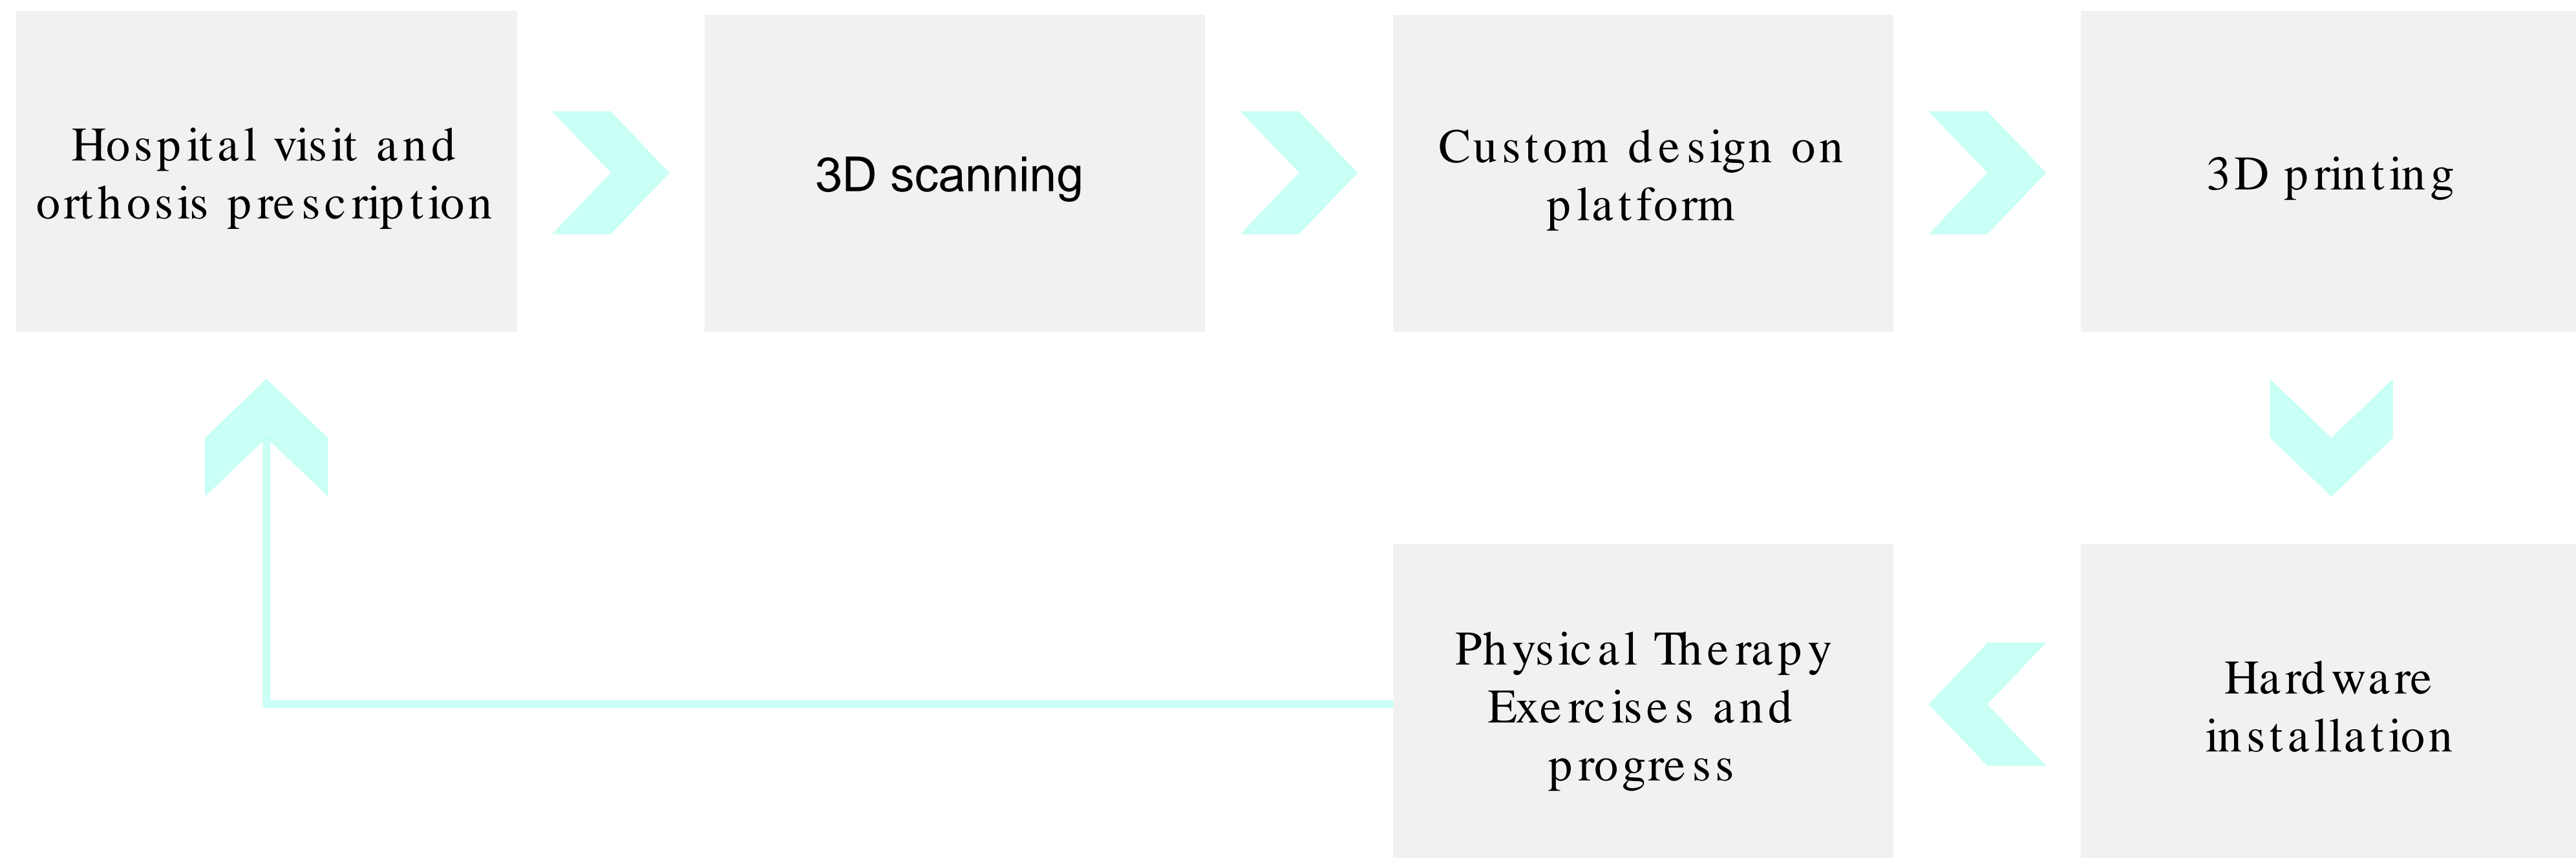 Hospital visit and
orthosis prescription
3D scanning
Custom design on
platform
3D printing
Physical Therapy
Exercises and
progress
Hardware
installation